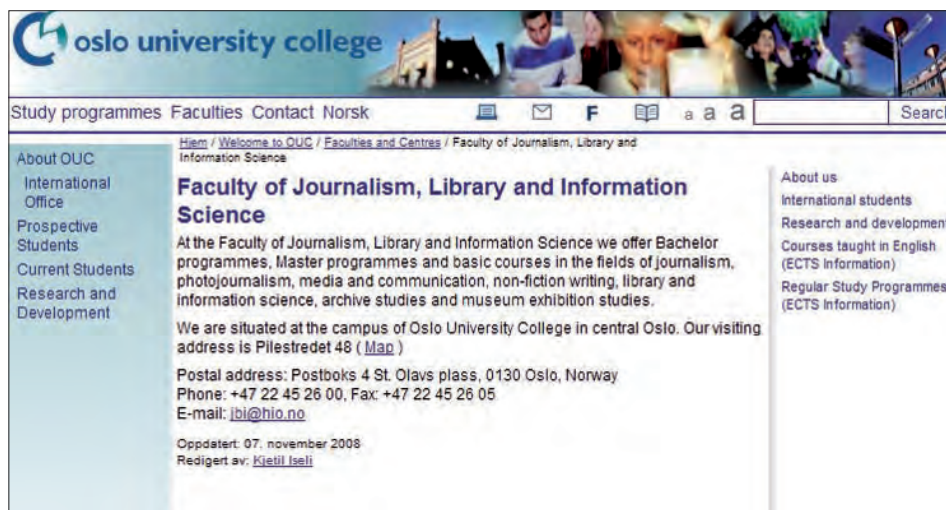 oslo university college
Study programmes Faculties Contact Norsk
F
a a a
Search
About OUC
International
Office
Prospective
Students
Current Students
Research and
Development
Hjem / Welcome to OUC / Faculties and Centres / Faculty of Journalism, Library and
Information Science
Faculty of Journalism, Library and Information
Science
At the Faculty of Journalism, Library and Information Science we offer Bachelor
programmes, Master programmes and basic courses in the fields of journalism,
photojournalism, media and communication, non-fiction writing, library and
information science, archive studies and museum exhibition studies.
We are situated at the campus of Oslo University College in central Oslo. Our visiting
address is Pilestredet 48 ( Map )
Postal address: Postboks 4 St. Olavs plass, 0130 Oslo, Norway
Phone: +47 22 45 26 00, Fax: +47 22 45 26 05
E-mail: jbi@hio.no
Oppdatert: 07. november 2008
Redigert av: Kjetil Iseli
About us
International students
Research and development
Courses taught in English
(ECTS Information)
Regular Study Programmes
(ECTS Information)